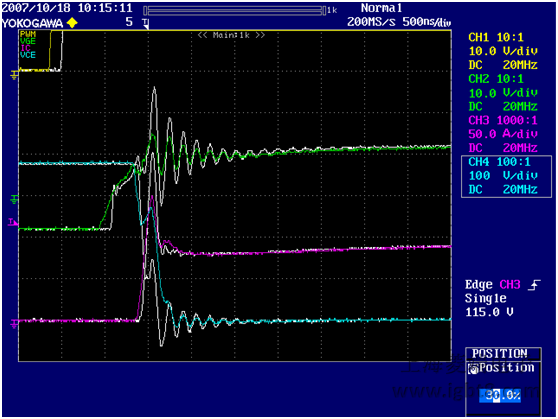 2007/10/18 10:15:11
Normal
1k
YOKOGAWA
5
200MS/s 500ns/div
PWM
VGE
IC
VCE
<< Main:1k >>
CH1 10:1
10.0 V/div
DC 20MHz
CH2 10:1
10.0 V/div
DC 20MHz
CH3 1000:1
50.0 A/div
DC 20MHz
CH4 100:1
100 V/div
DC 20MHz
Edge CH3
Single
115.0 V
POSITION
Position
30.0%